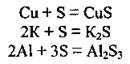 Cu + S = CuS
2K + S = K₂S
2Al + 3S = Al₂S₃